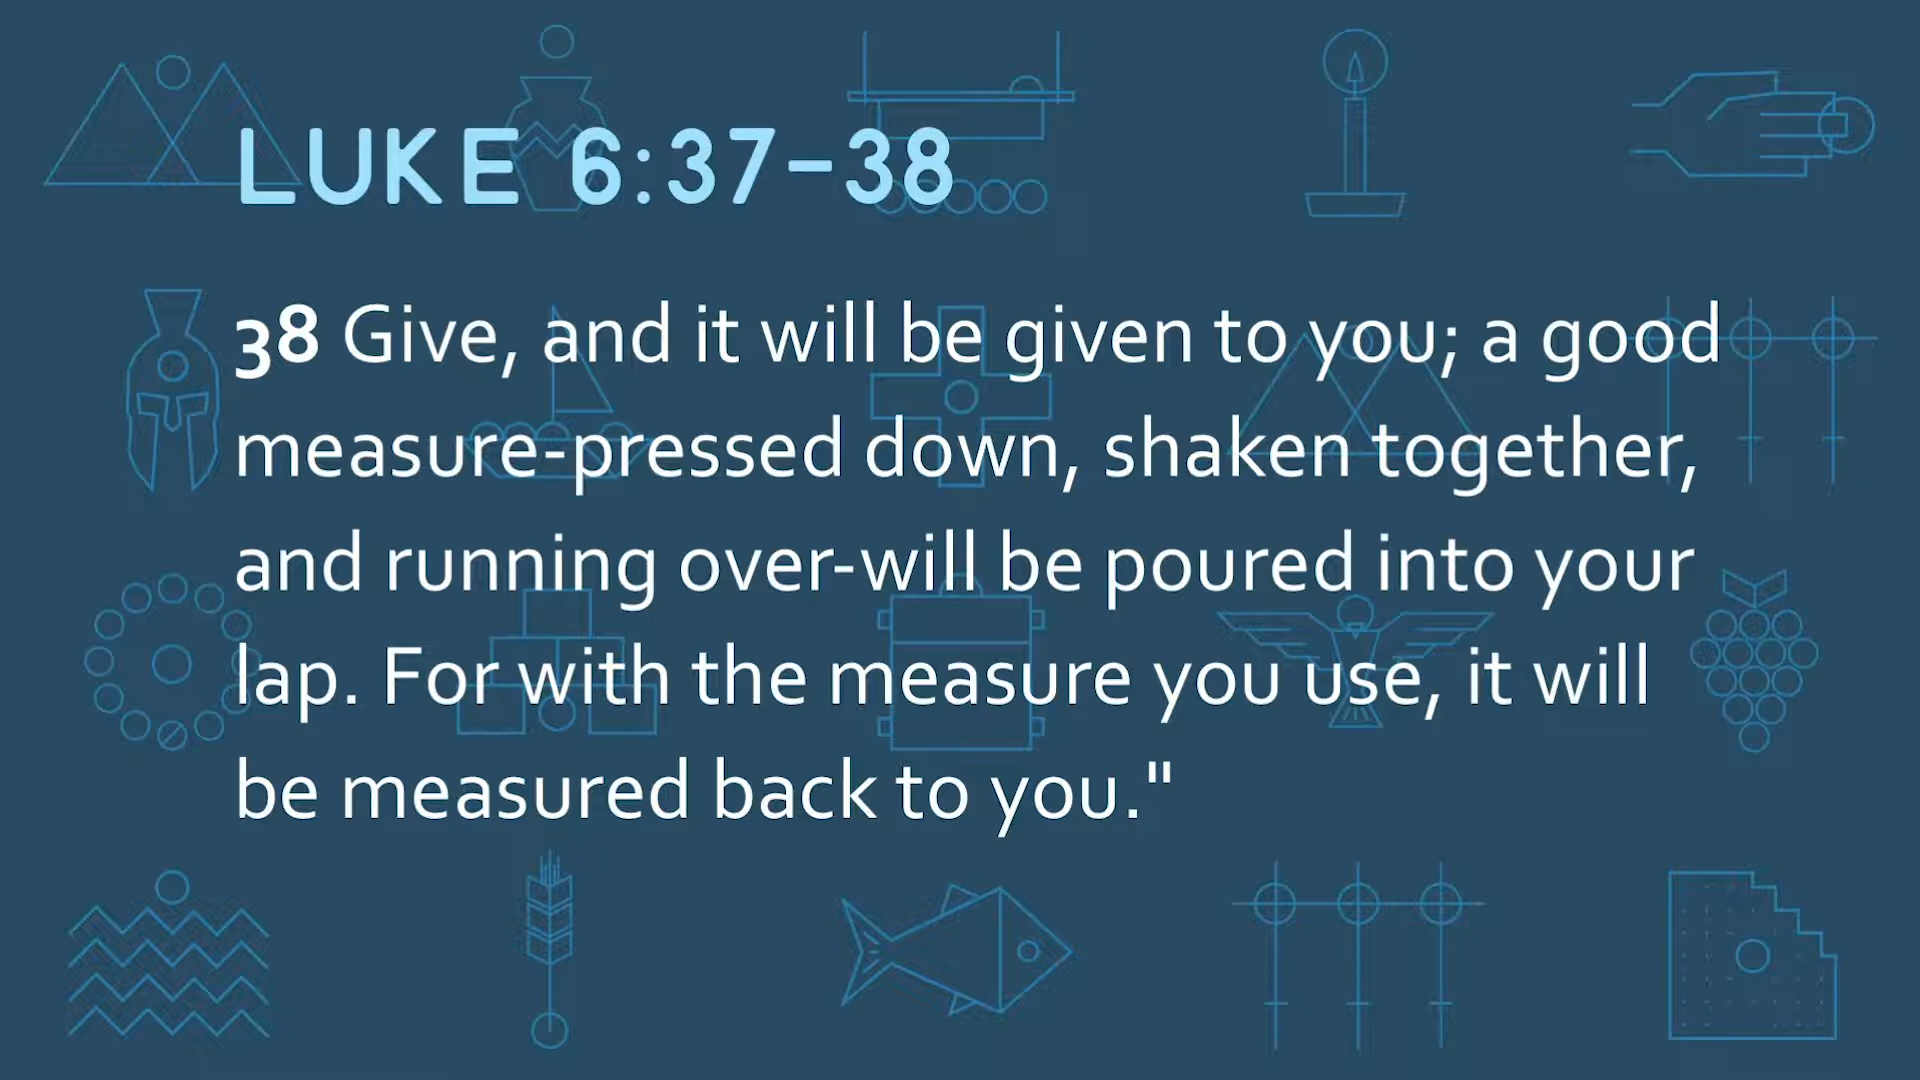 LUKE 6:37-38
38 Give, and it will be given to you; a good
measure-pressed down, shaken together,
and running over-will be poured into your
lap. For with the measure you use, it will
be measured back to you."